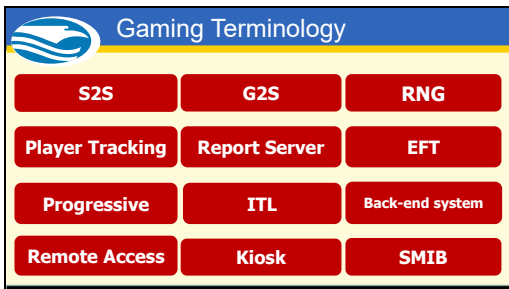 Gaming Terminology
S2S G2S RNG
Player Tracking Report Server EFT
Progressive ITL Back-end system
Remote Access Kiosk SMIB